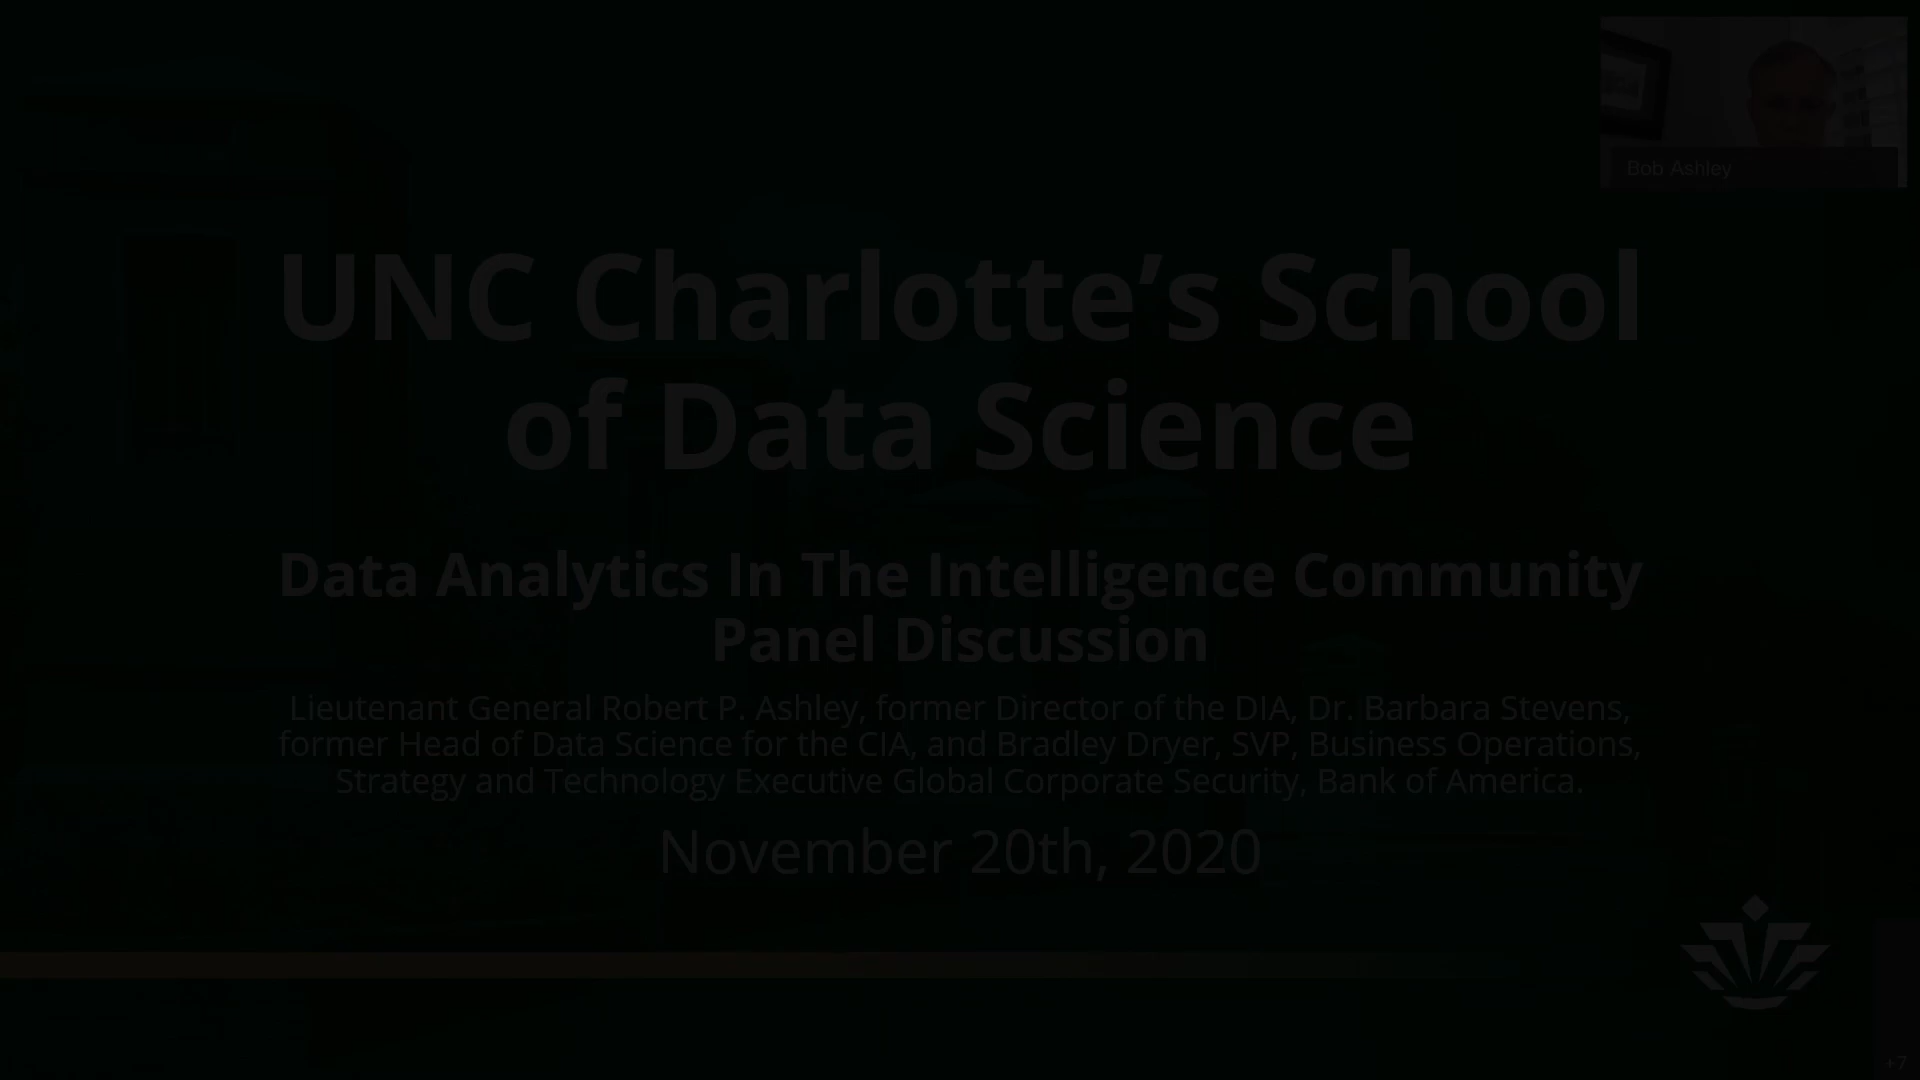 Bob Ashley
UNC Charlotte’s School
of Data Science
Data Analytics In The Intelligence Community
Panel Discussion
Lieutenant General Robert P. Ashley, former Director of the DIA, Dr. Barbara Stevens,
former Head of Data Science for the CIA, and Bradley Dryer, SVP, Business Operations,
Strategy and Technology Executive Global Corporate Security, Bank of America.
November 20th, 2020
+7